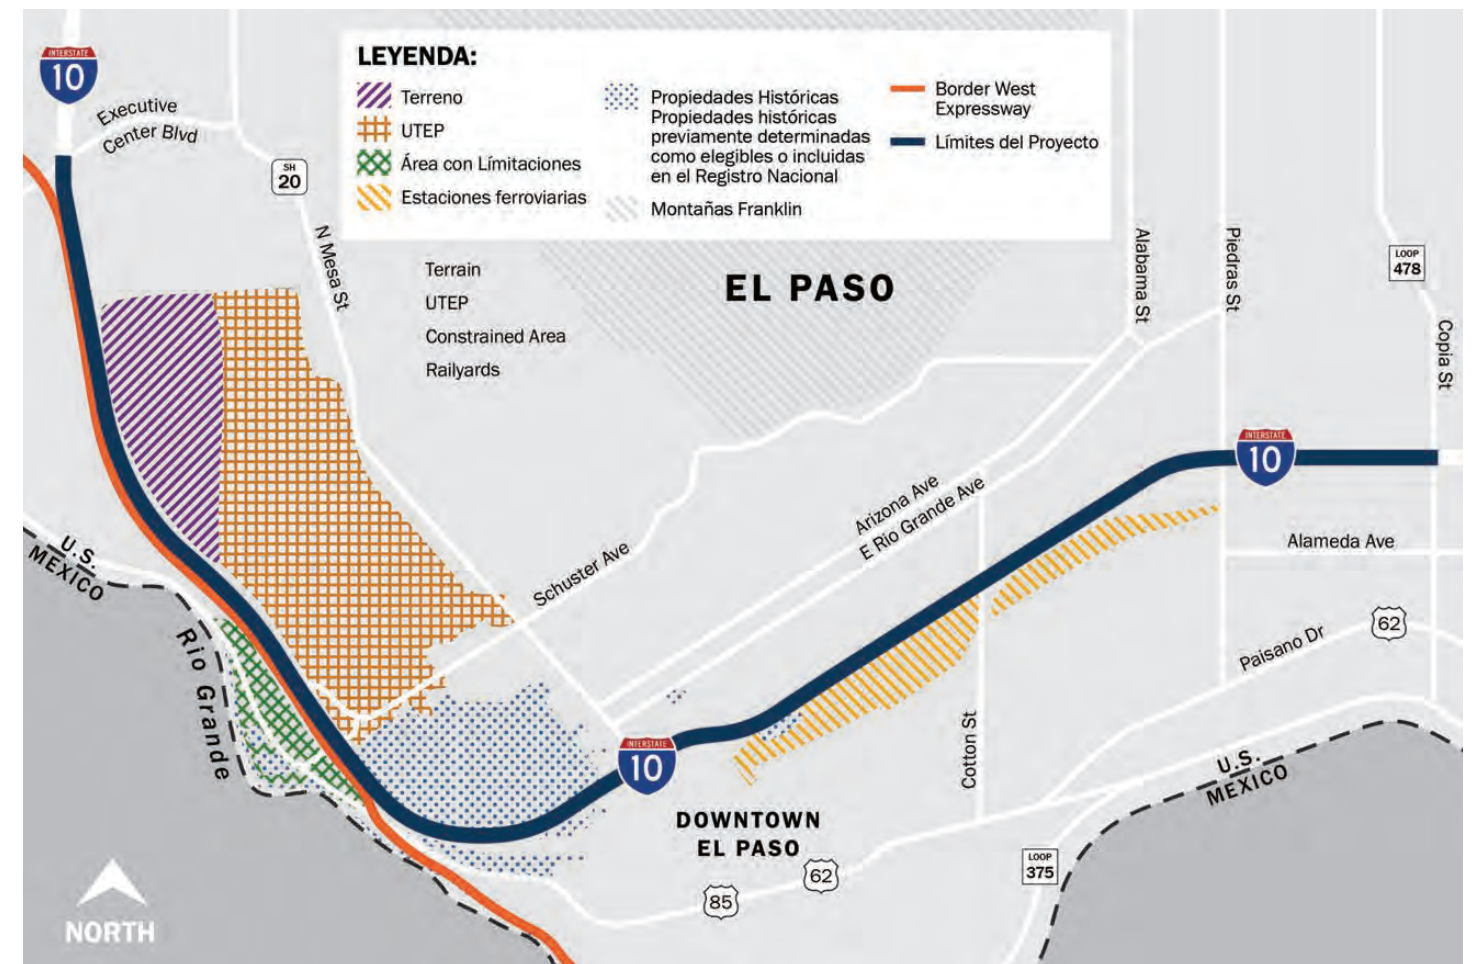 INTERSTATE
10
Executive
Center Blvd
SH
20
N Mesa St
LEYENDA:
Terreno
UTEP
Área con Límitaciones
Estaciones ferroviarias
Propiedades Históricas
Propiedades históricas
previamente determinadas
como elegibles o incluidas
en el Registro Nacional
Montañas Franklin
Border West
Expressway
Límites del Proyecto
Terrain
UTEP
Constrained Area
Railyards
EL PASO
Alabama St
Piedras St
LOOP
478
Copia St
INTERSTATE
10
Arizona Ave
E Rio Grande Ave
Schuster Ave
Alameda Ave
U.S.
MEXICO
Rio Grande
62
Paisano Dr
Cotton St
INTERSTATE
10
U.S.
MEXICO
DOWNTOWN
EL PASO
LOOP
375
62
85
NORTH